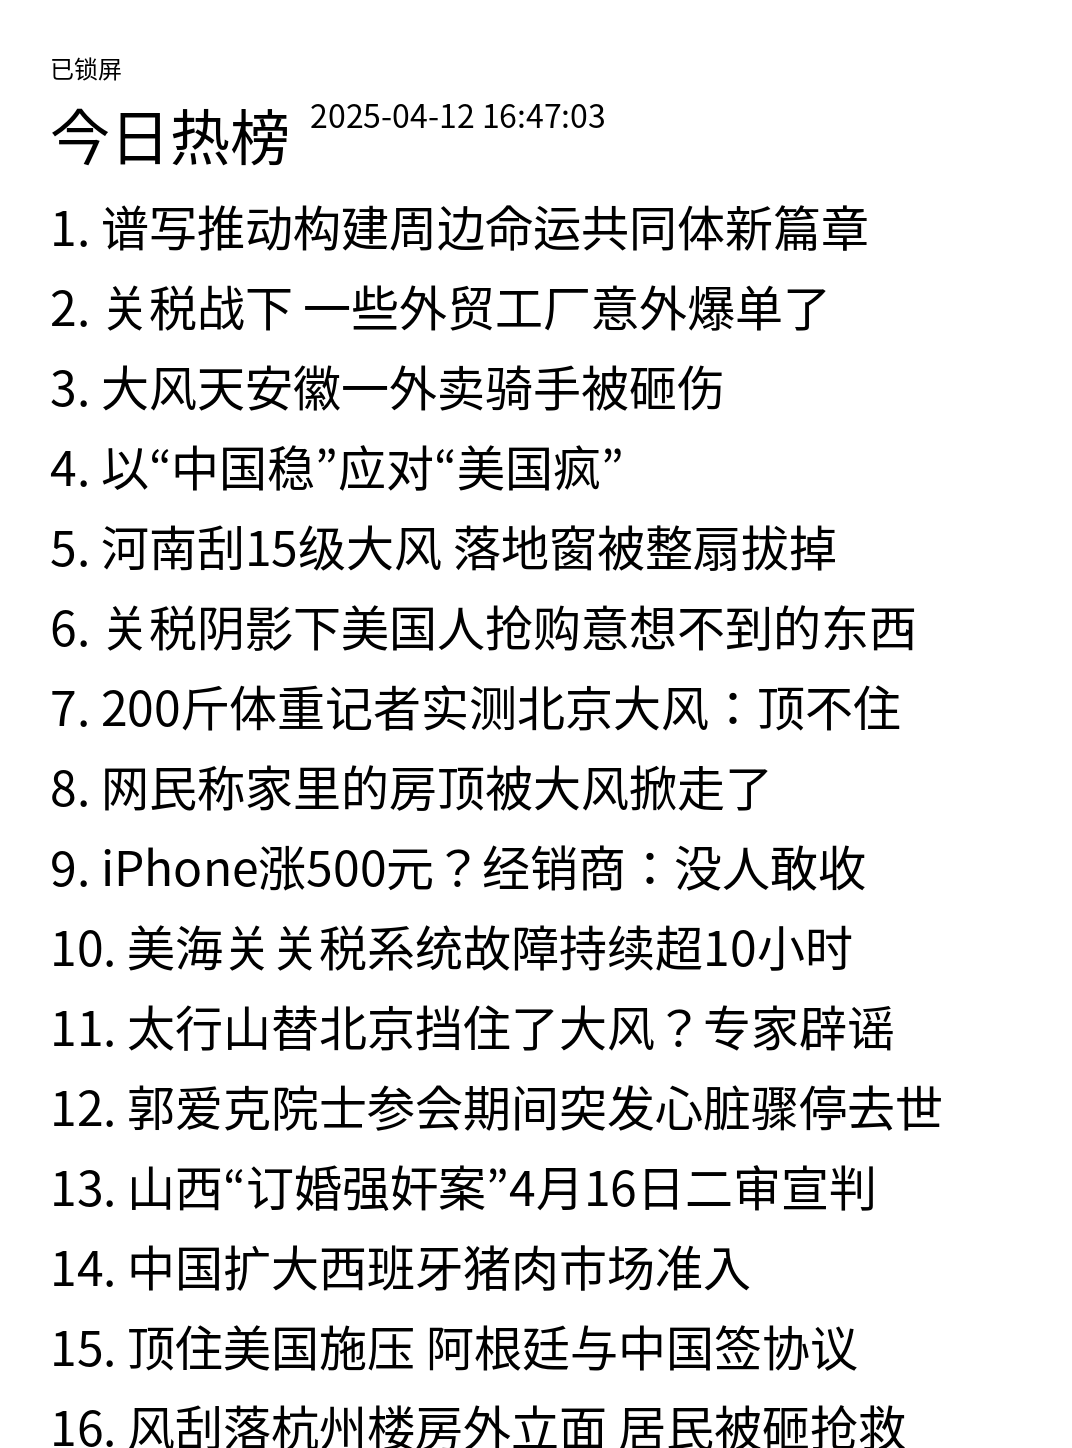 已锁屏
今日热榜 2025-04-12 16:47:03
1. 谱写推动构建周边命运共同体新篇章
2. 关税战下 一些外贸工厂意外爆单了
3. 大风天安徽一外卖骑手被砸伤
4. 以“中国稳”应对“美国疯”
5. 河南刮15级大风 落地窗被整扇拔掉
6. 关税阴影下美国人抢购意想不到的东西
7. 200斤体重记者实测北京大风：顶不住
8. 网民称家里的房顶被大风掀走了
9. iPhone涨500元？经销商：没人敢收
10. 美海关关税系统故障持续超10小时
11. 太行山替北京挡住了大风？专家辟谣
12. 郭爱克院士参会期间突发心脏骤停去世
13. 山西“订婚强奸案”4月16日二审宣判
14. 中国扩大西班牙猪肉市场准入
15. 顶住美国施压 阿根廷与中国签协议
16. 风刮落杭州楼房外立面 居民被砸抢救